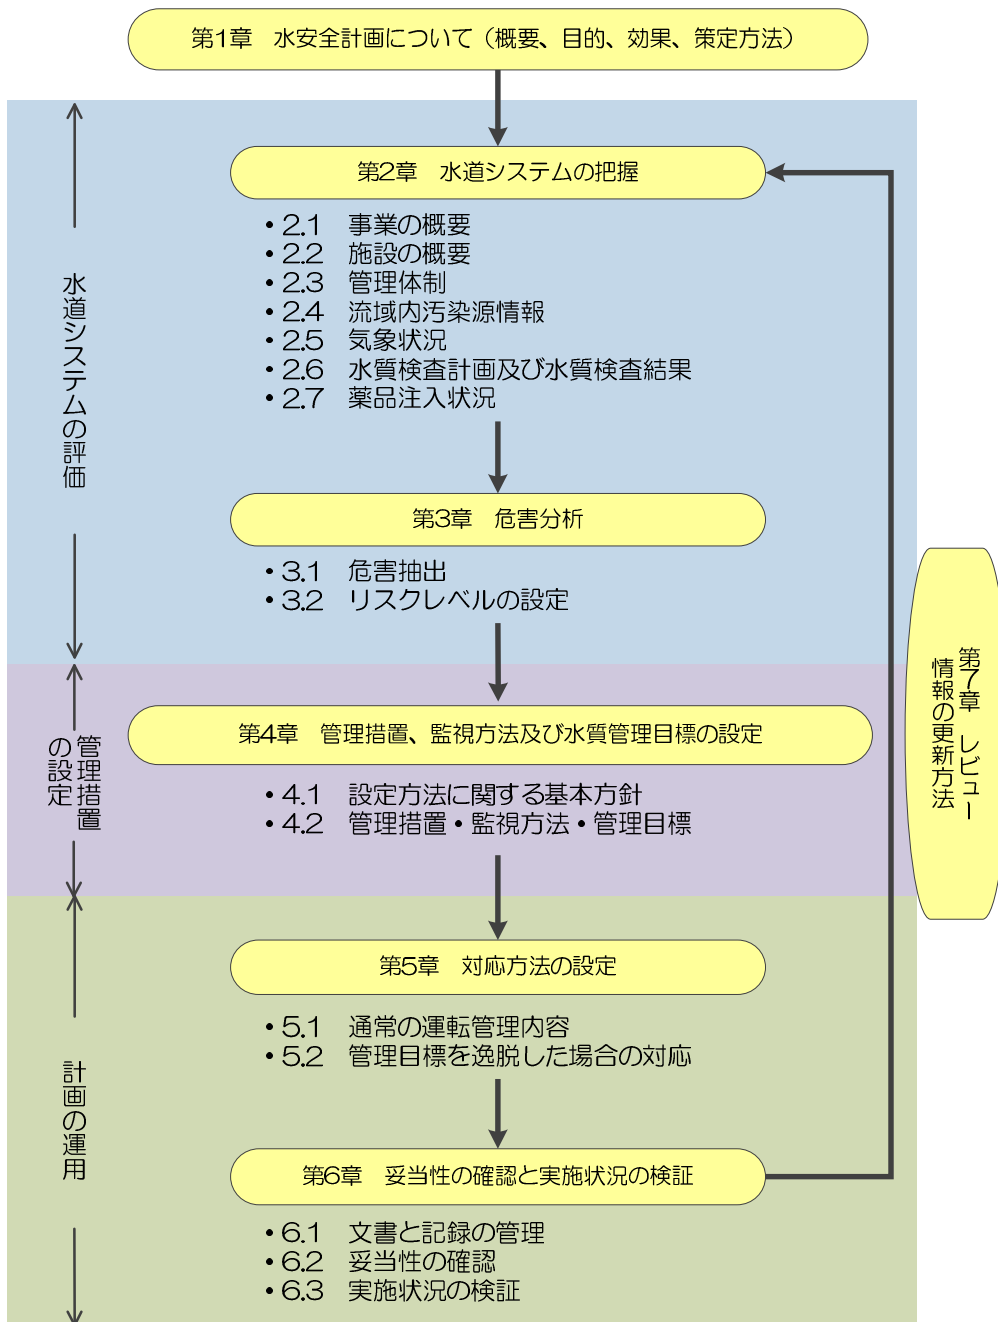 第1章　水安全計画について（概要、目的、効果、策定方法）
水道システムの評価
第2章　水道システムの把握
・2.1　事業の概要
・2.2　施設の概要
・2.3　管理体制
・2.4　流域内汚染源情報
・2.5　気象状況
・2.6　水質検査計画及び水質検査結果
・2.7　薬品注入状況
第3章　危害分析
・3.1　危害抽出
・3.2　リスクレベルの設定
管理措置
の設定
第4章　管理措置、監視方法及び水質管理目標の設定
・4.1　設定方法に関する基本方針
・4.2　管理措置・監視方法・管理目標
計画の運用
第5章　対応方法の設定
・5.1　通常の運転管理内容
・5.2　管理目標を逸脱した場合の対応
第6章　妥当性の確認と実施状況の検証
・6.1　文書と記録の管理
・6.2　妥当性の確認
・6.3　実施状況の検証
第7章　レビュー
情報の更新方法